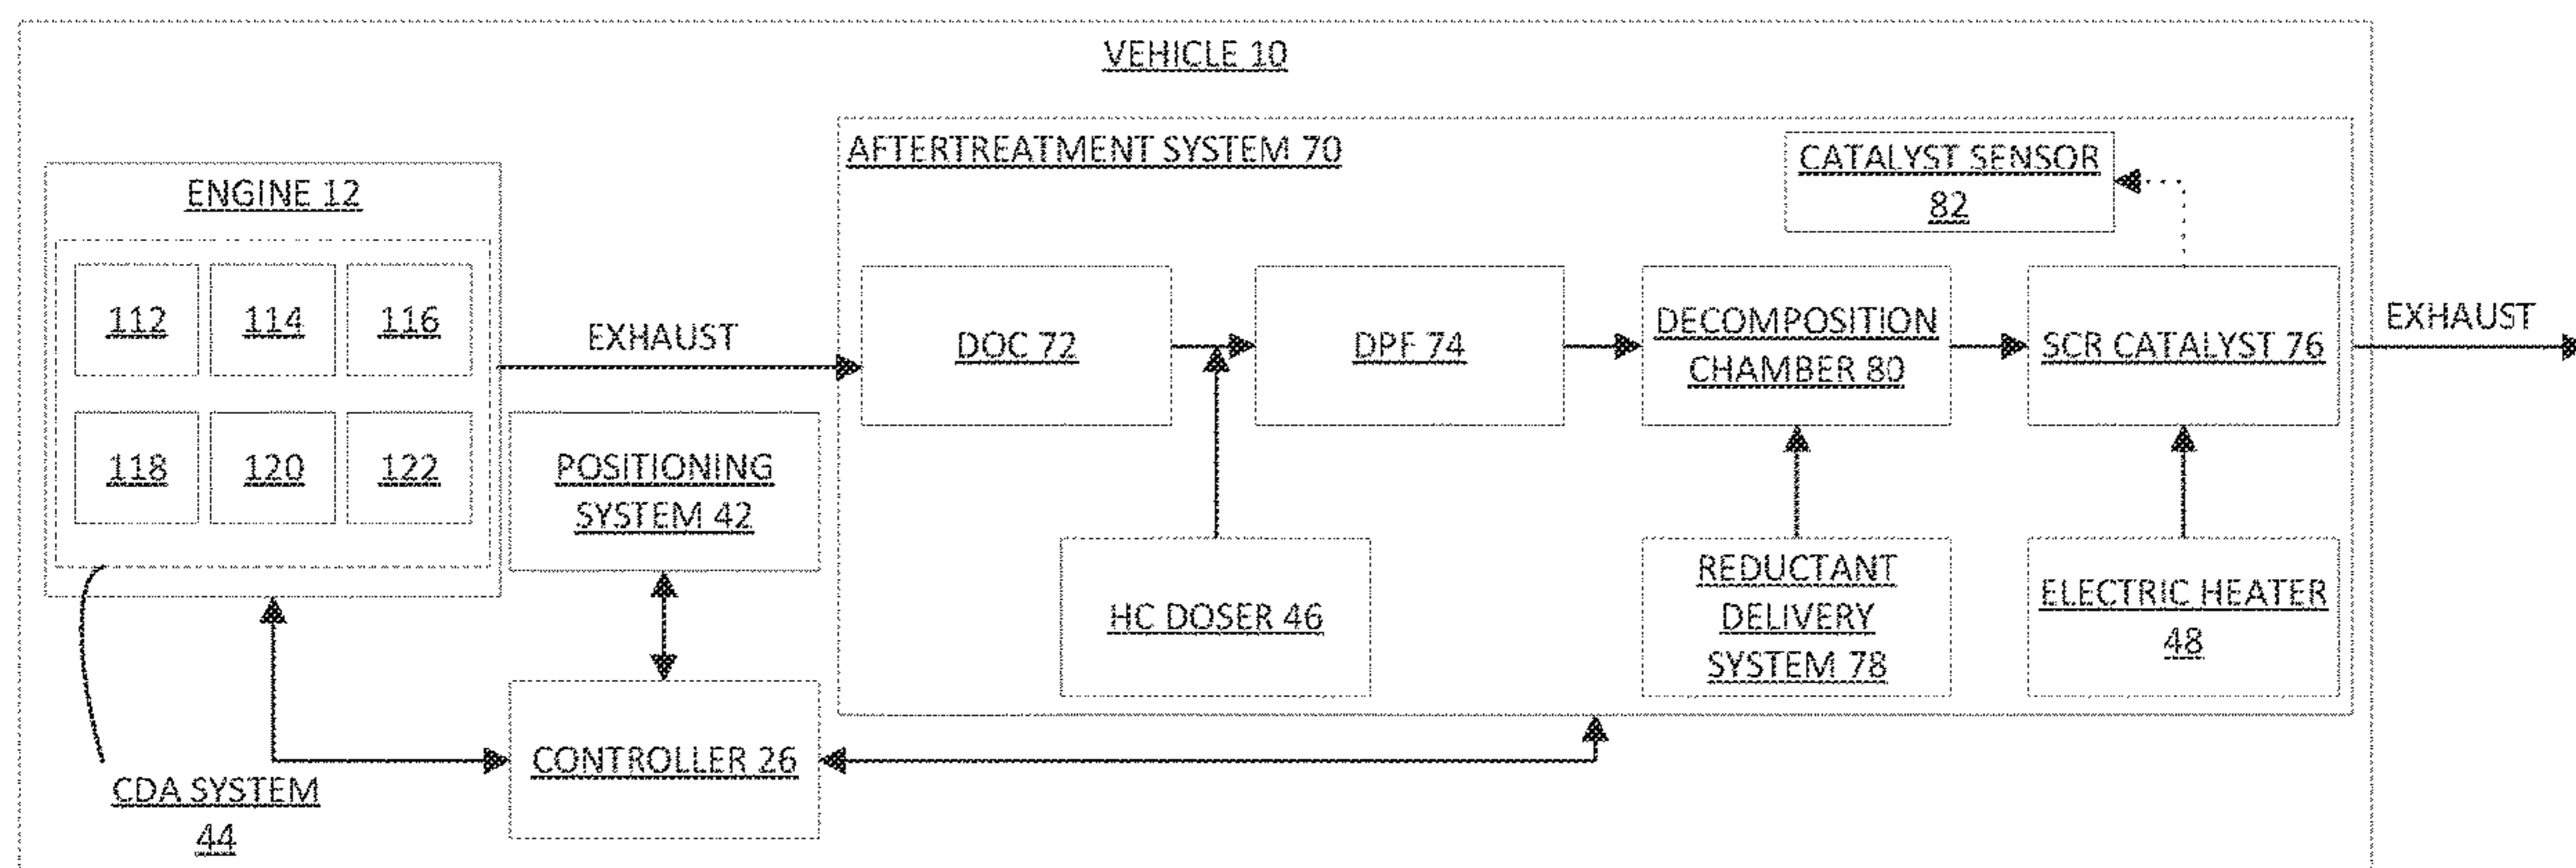 VEHICLE 10
AFTERTREATMENT SYSTEM 70
CATALYST SENSOR
82
ENGINE 12
112
114
116
118
120
122
EXHAUST
DOC 72
DPF 74
DECOMPOSITION
CHAMBER 80
SCR CATALYST 76
EXHAUST
POSITIONING
SYSTEM 42
HC DOSER 46
REDUCTANT
DELIVERY
SYSTEM 78
ELECTRIC HEATER
48
CONTROLLER 26
CDA SYSTEM
44